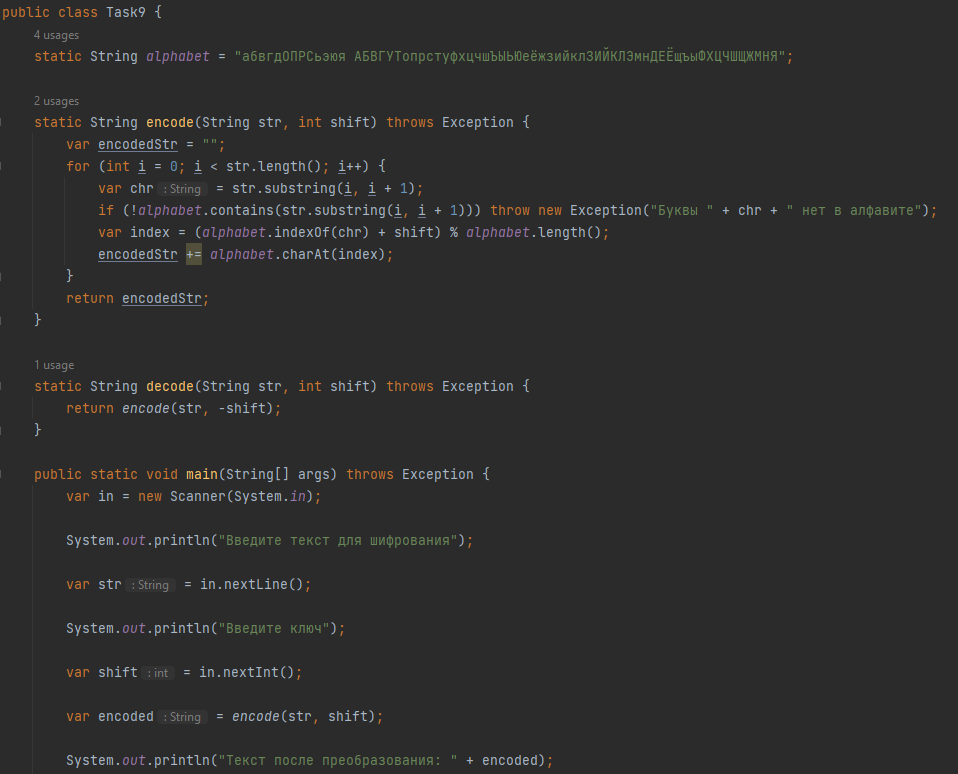 public class Task9 {
4 usages
static String alphabet = "абвгдОПРСьэюя АБВГУТопрстуфхцчшЪЫЬЮеёжзийклЗИЙКЛЭмнДЕЁщъыФХЦЧШЩЖМНЯ";
2 usages
static String encode(String str, int shift) throws Exception {
var encodedStr = "";
for (int i = 0; i < str.length(); i++) {
var chr : String = str.substring(i, i + 1);
if (!alphabet.contains(str.substring(i, i + 1))) throw new Exception("Буквы " + chr + " нет в алфавите");
var index = (alphabet.indexOf(chr) + shift) % alphabet.length();
encodedStr += alphabet.charAt(index);
}
return encodedStr;
}
1 usage
static String decode(String str, int shift) throws Exception {
return encode(str, -shift);
}
public static void main(String[] args) throws Exception {
var in = new Scanner(System.in);
System.out.println("Введите текст для шифрования");
var str : String = in.nextLine();
System.out.println("Введите ключ");
var shift : int = in.nextInt();
var encoded : String = encode(str, shift);
System.out.println("Текст после преобразования: " + encoded);